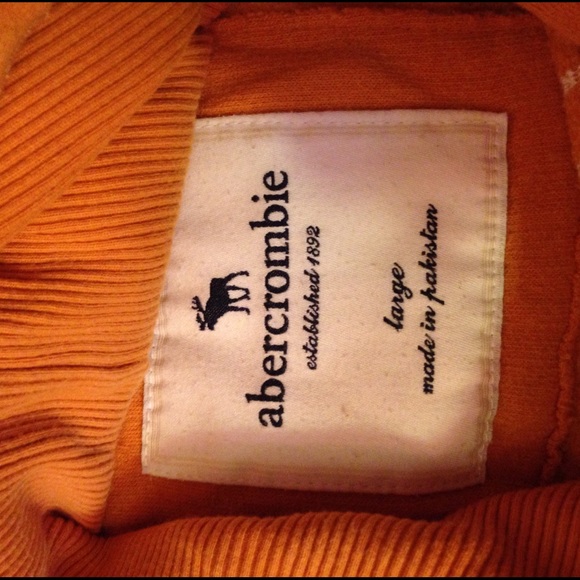 abercrombie
established 1892
large
made in pakistan